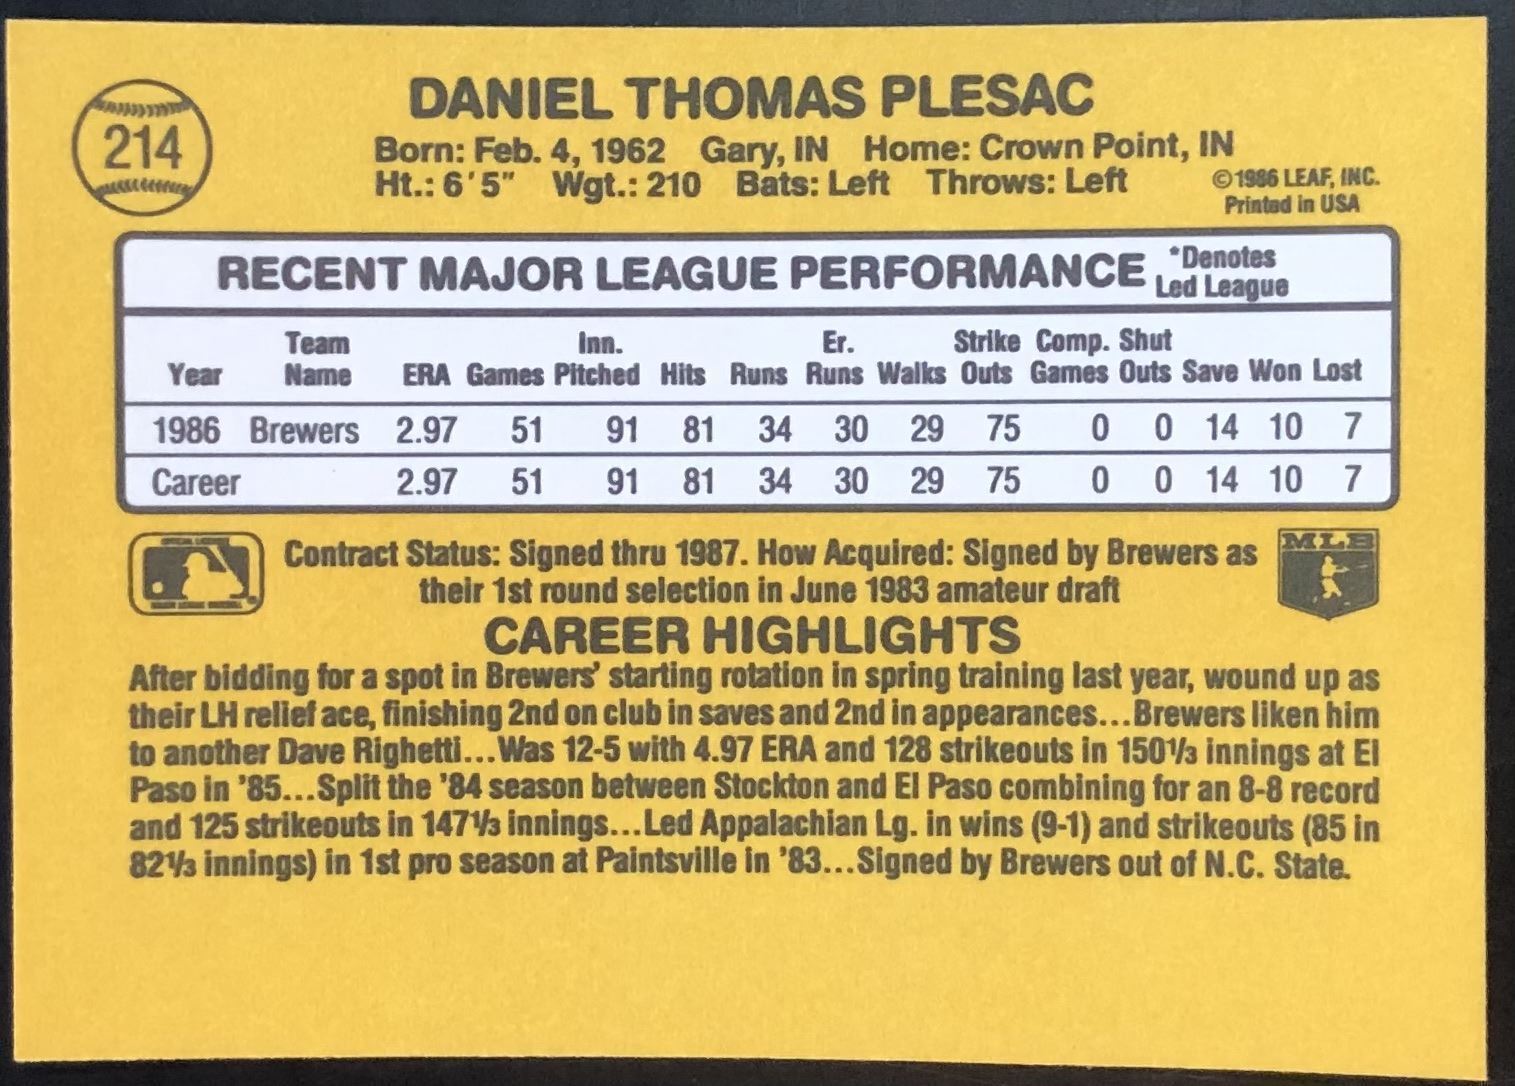 214
DANIEL THOMAS PLESAC
Born: Feb. 4, 1962 Gary, IN Home: Crown Point, IN
Ht.: 6'5" Wgt.: 210 Bats: Left Throws: Left
©1986 LEAF, INC.
Printed in USA
RECENT MAJOR LEAGUE PERFORMANCE *Denotes
Led League
Team Inn. Er. Strike Comp. Shut
Year Name ERA Games Pitched Hits Runs Runs Walks Outs Games Outs Save Won Lost
1986 Brewers 2.97 51 91 81 34 30 29 75 0 0 14 10 7
Career 2.97 51 91 81 34 30 29 75 0 0 14 10 7
Contract Status: Signed thru 1987. How Acquired: Signed by Brewers as
their 1st round selection in June 1983 amateur draft
MLB
CAREER HIGHLIGHTS
After bidding for a spot in Brewers' starting rotation in spring training last year, wound up as
their LH relief ace, finishing 2nd on club in saves and 2nd in appearances...Brewers liken him
to another Dave Righetti...Was 12-5 with 4.97 ERA and 128 strikeouts in 150⅓ innings at El
Paso in '85...Split the '84 season between Stockton and El Paso combining for an 8-8 record
and 125 strikeouts in 147⅓ innings...Led Appalachian Lg. in wins (9-1) and strikeouts (85 in
82⅓ innings) in 1st pro season at Paintsville in '83...Signed by Brewers out of N.C. State.